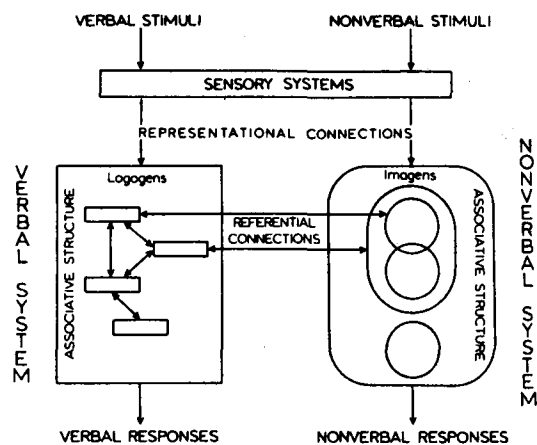 VERBAL STIMULI
NONVERBAL STIMULI
SENSORY SYSTEMS
REPRESENTATIONAL CONNECTIONS
VERBAL SYSTEM
Logogens
ASSOCIATIVE STRUCTURE
REFERENTIAL
CONNECTIONS
Imagens
ASSOCIATIVE STRUCTURE
NONVERBAL SYSTEM
VERBAL RESPONSES
NONVERBAL RESPONSES